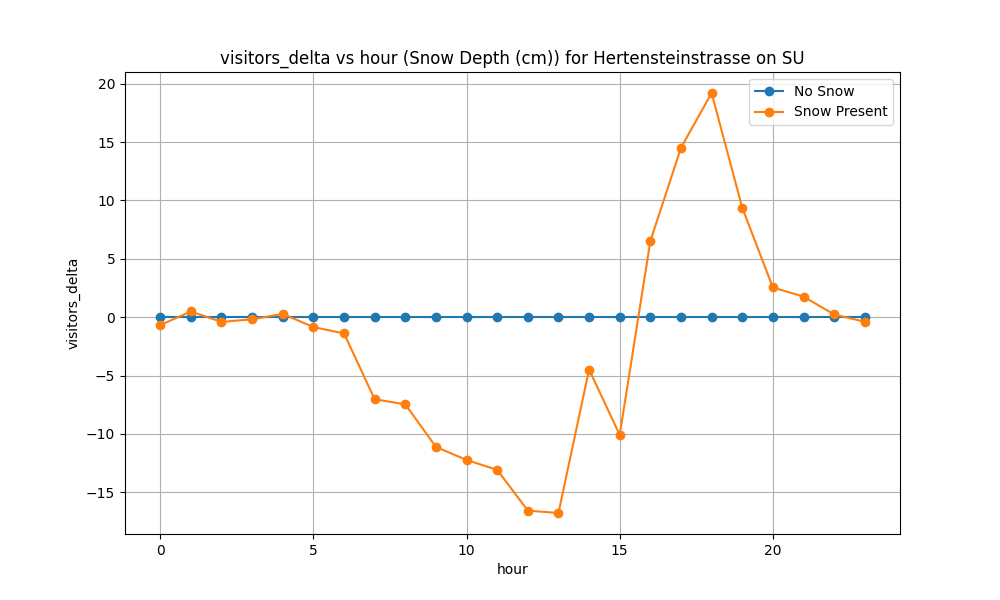 visitors_delta vs hour (Snow Depth (cm)) for Hertensteinstrasse on SU
No Snow
Snow Present
20
15
10
5
0
−5
−10
−15
visitors_delta
0 5 10 15 20
hour